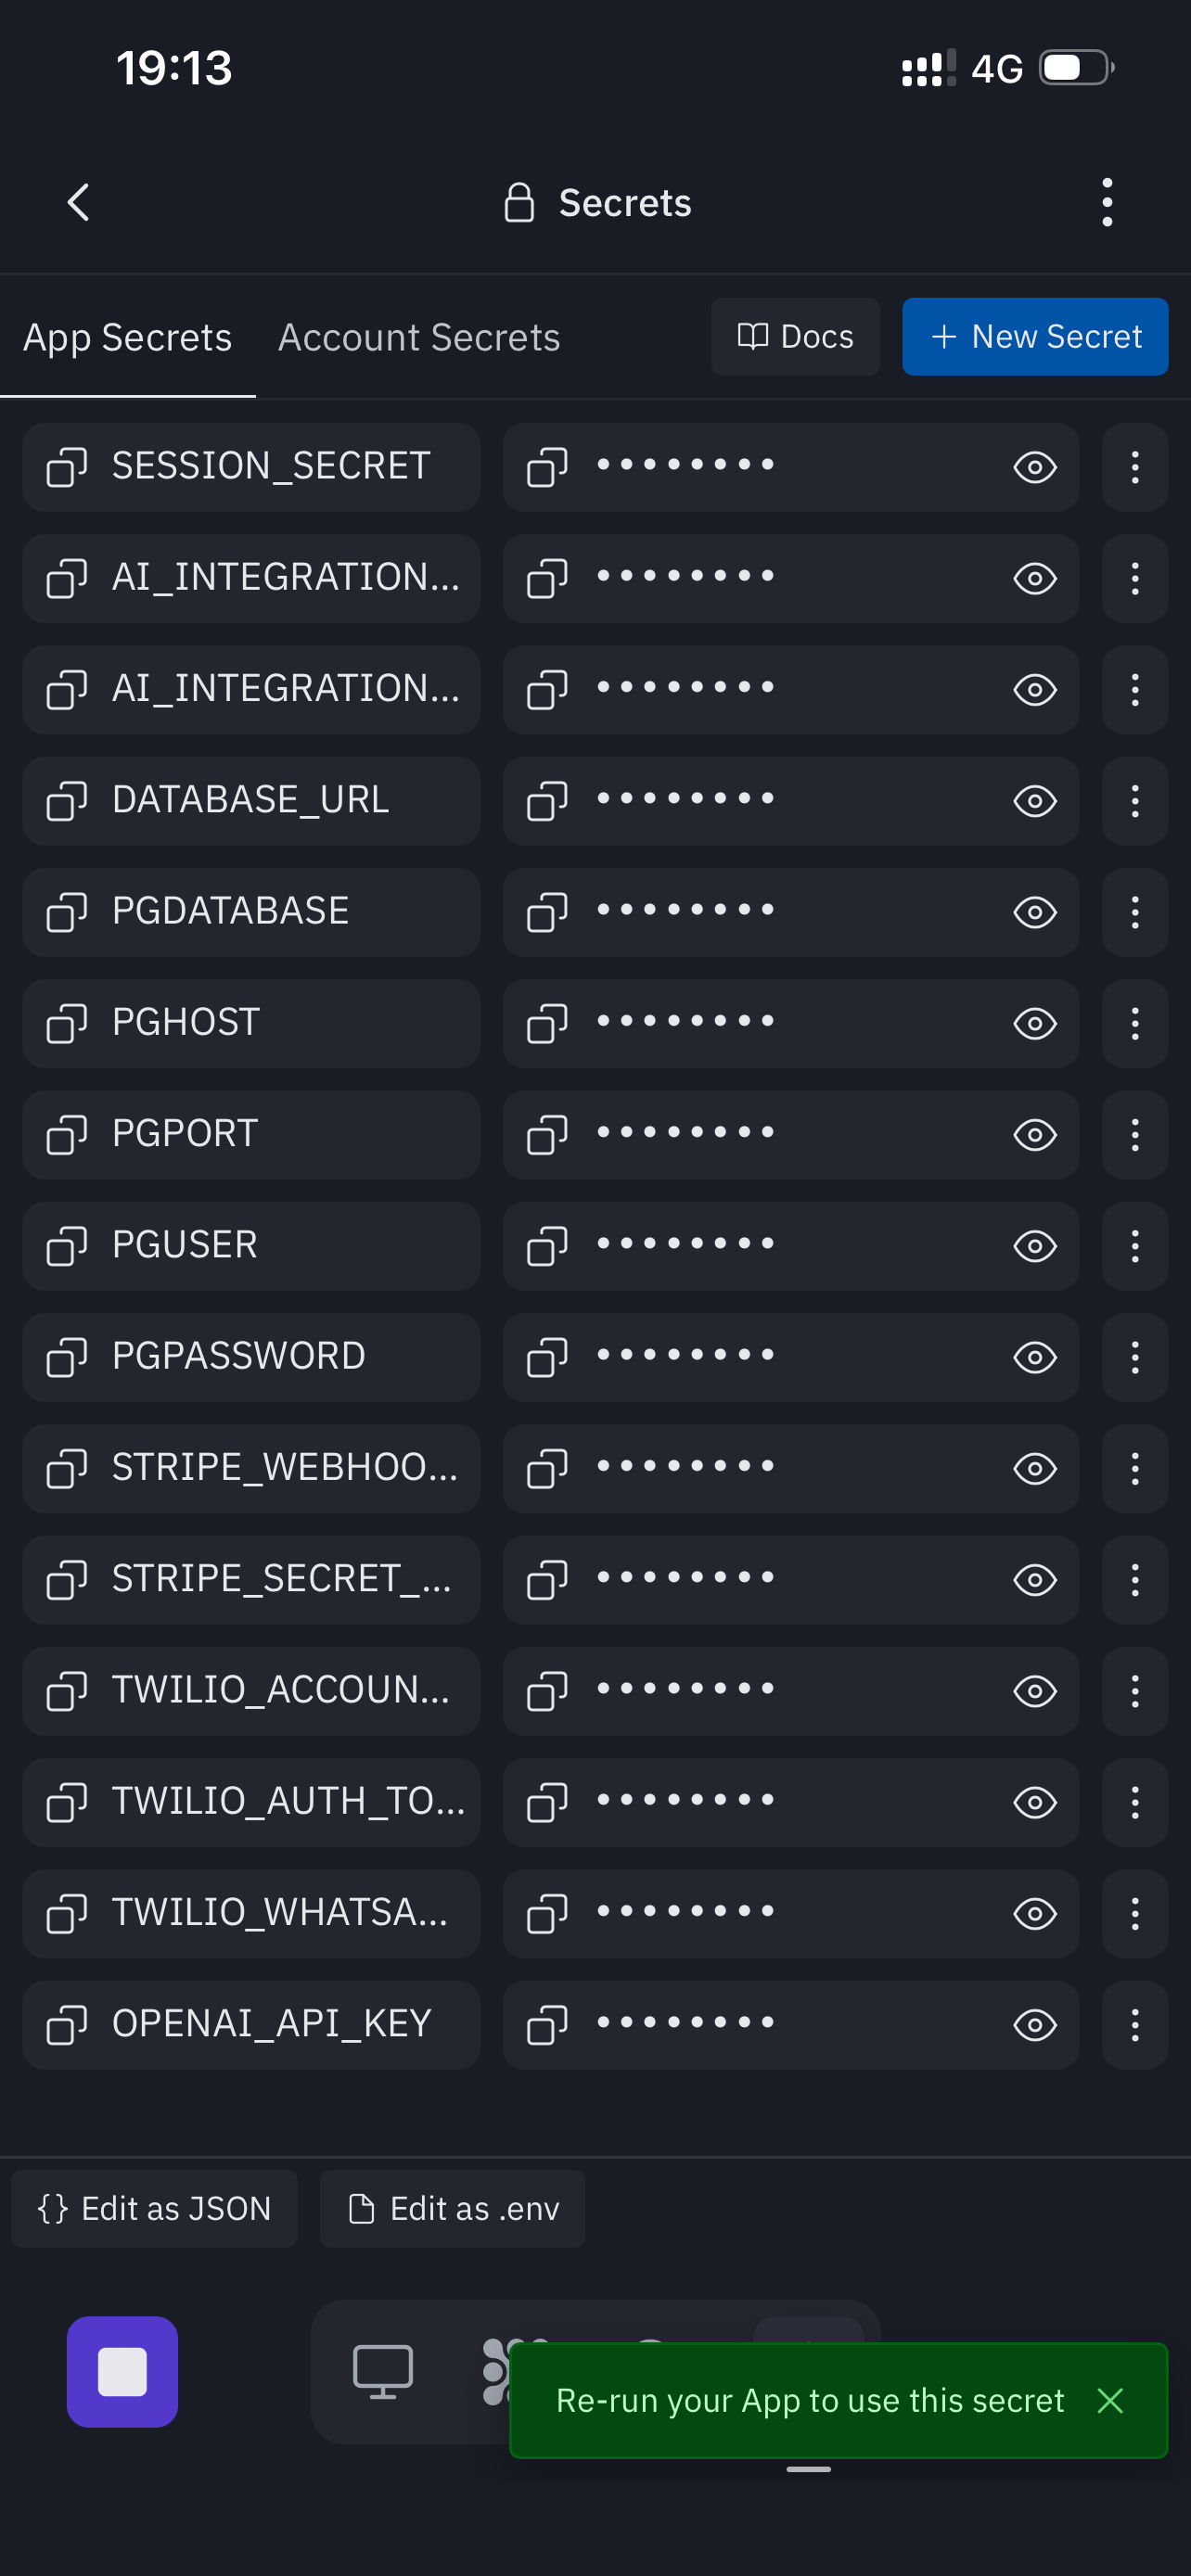 19:13
4G
Secrets
App Secrets
Account Secrets
Docs
New Secret
SESSION_SECRET
AI_INTEGRATION...
AI_INTEGRATION...
DATABASE_URL
PGDATABASE
PGHOST
PGPORT
PGUSER
PGPASSWORD
STRIPE_WEBHOO...
STRIPE_SECRET_...
TWILIO_ACCOUN...
TWILIO_AUTH_TO...
TWILIO_WHATSA...
OPENAI_API_KEY
{} Edit as JSON
Edit as .env
Re-run your App to use this secret